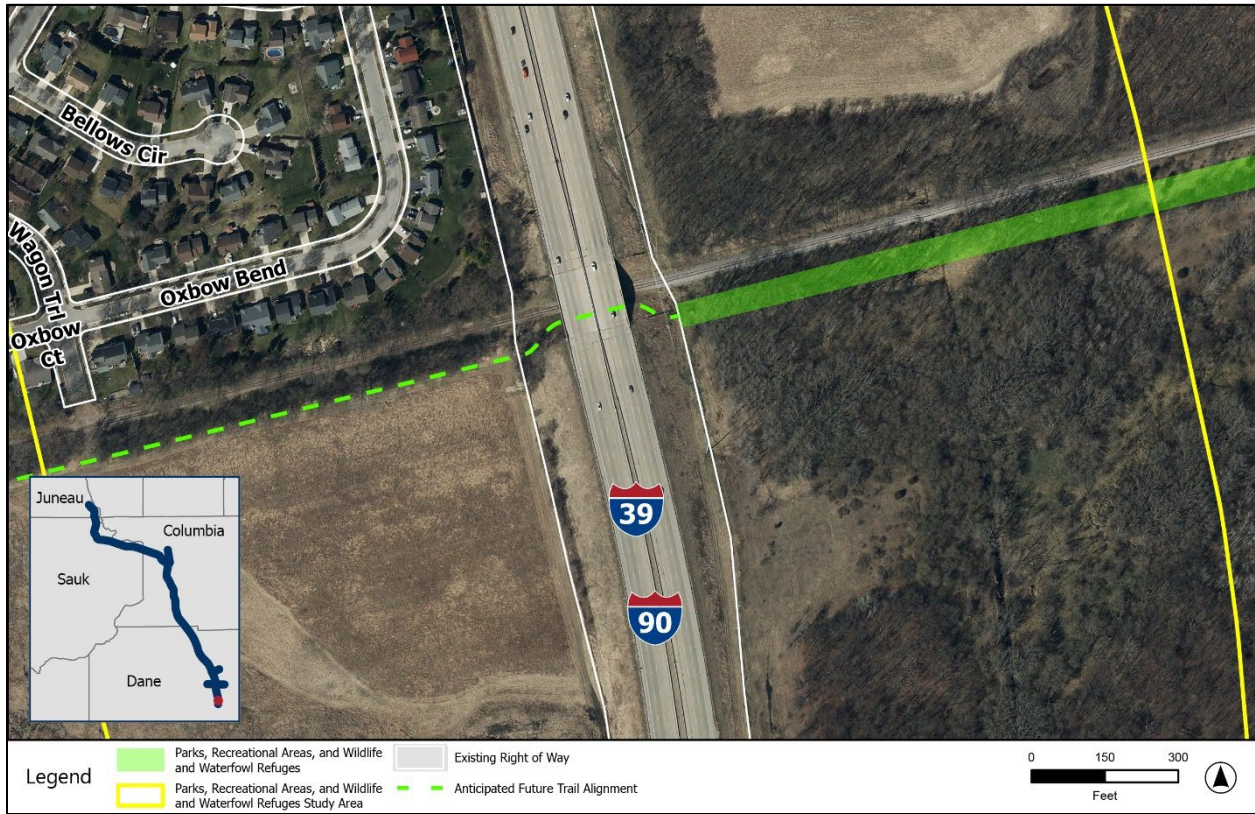 Bellows Cir
Wagon Trl
Oxbow Bend
Oxbow
Ct
39
90
Juneau
Columbia
Sauk
Dane
Legend
Parks, Recreational Areas, and Wildlife
and Waterfowl Refuges
Parks, Recreational Areas, and Wildlife
and Waterfowl Refuges Study Area
Existing Right of Way
Anticipated Future Trail Alignment
0 150 300
Feet